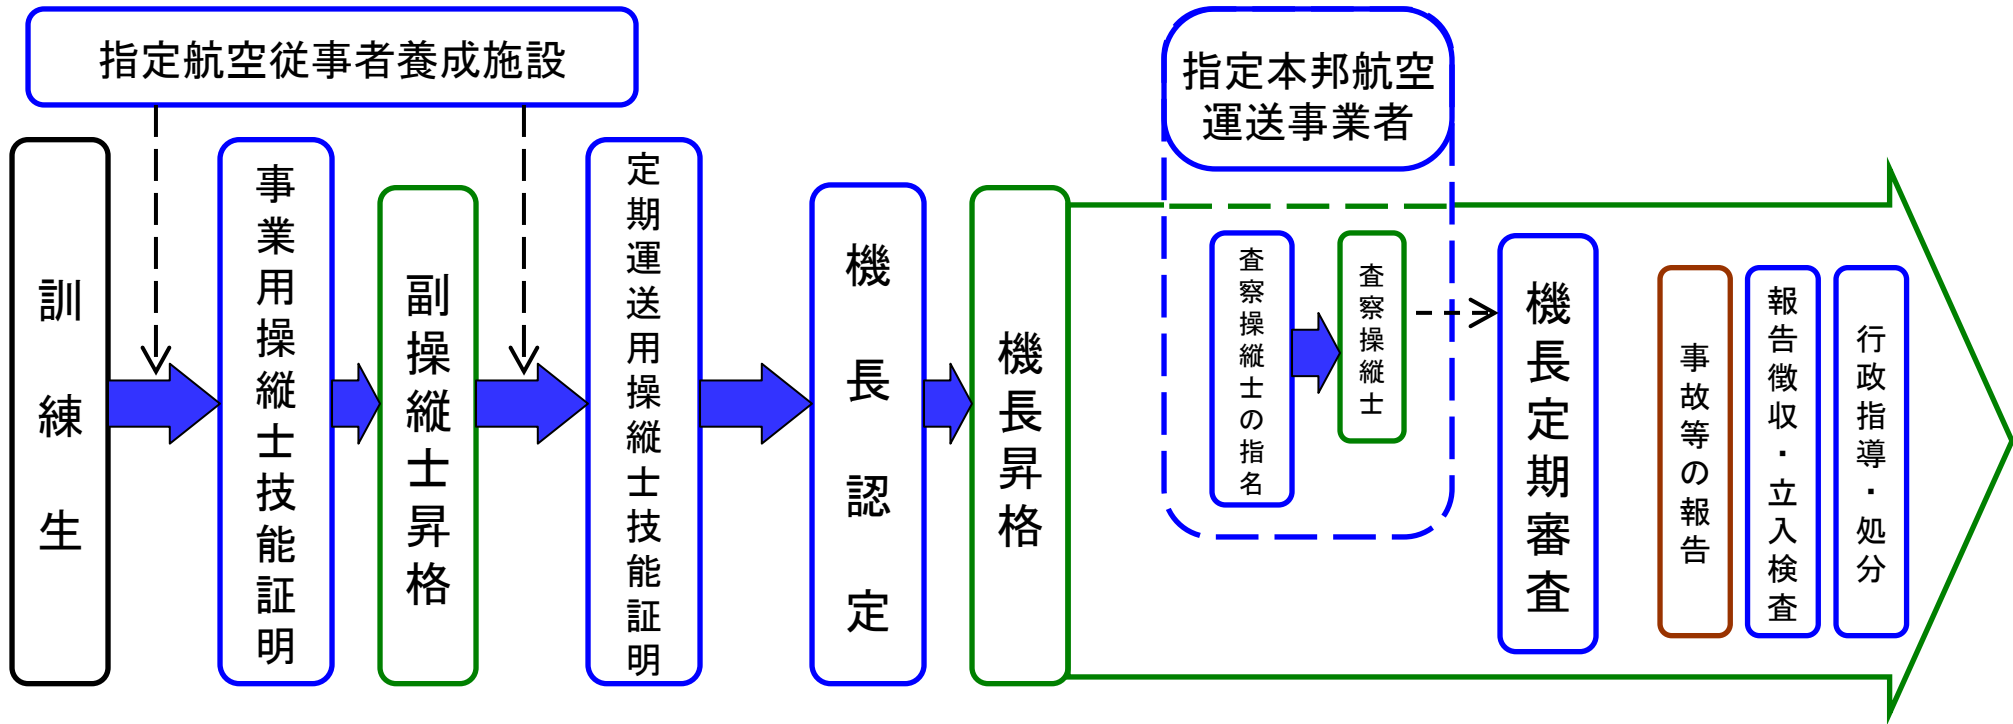 指定航空従事者養成施設
指定本邦航空
運送事業者
訓練生
事業用操縦士技能証明
副操縦士昇格
定期運送用操縦士技能証明
機長認定
機長昇格
査察操縦士の指名
査察操縦士
機長定期審査
事故等の報告
報告徴収・立入検査
行政指導・処分